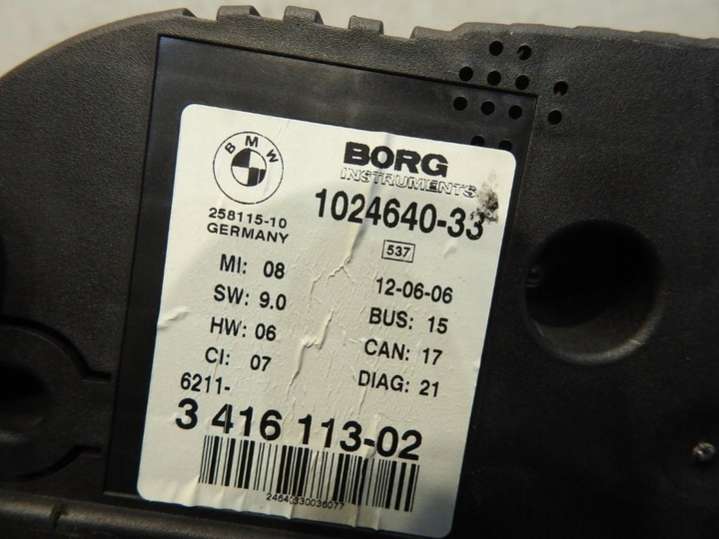 BMW
BORG
INSTRUMENTS
1024640-33
258115-10
GERMANY
537
MI: 08
12-06-06
SW: 9.0
BUS: 15
HW: 06
CAN: 17
CI: 07
DIAG: 21
6211-
3 416 113-02
24640330036077